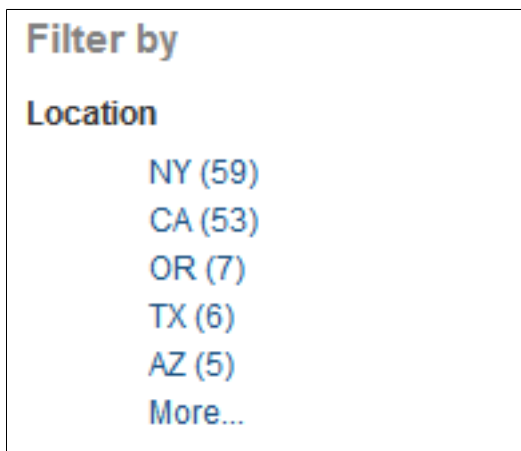 Filter by
Location
NY (59)
CA (53)
OR (7)
TX (6)
AZ (5)
More...